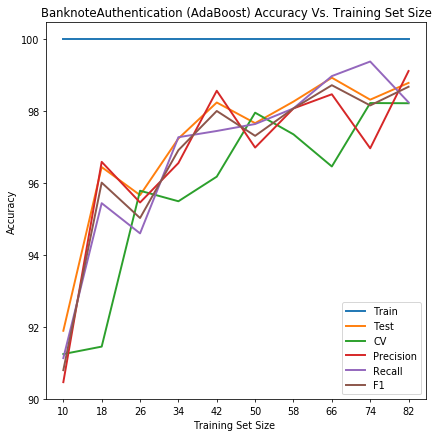 BanknoteAuthentication (AdaBoost) Accuracy Vs. Training Set Size
100
98
96
94
92
90
Accuracy
10 18 26 34 42 50 58 66 74 82
Training Set Size
Train
Test
CV
Precision
Recall
F1